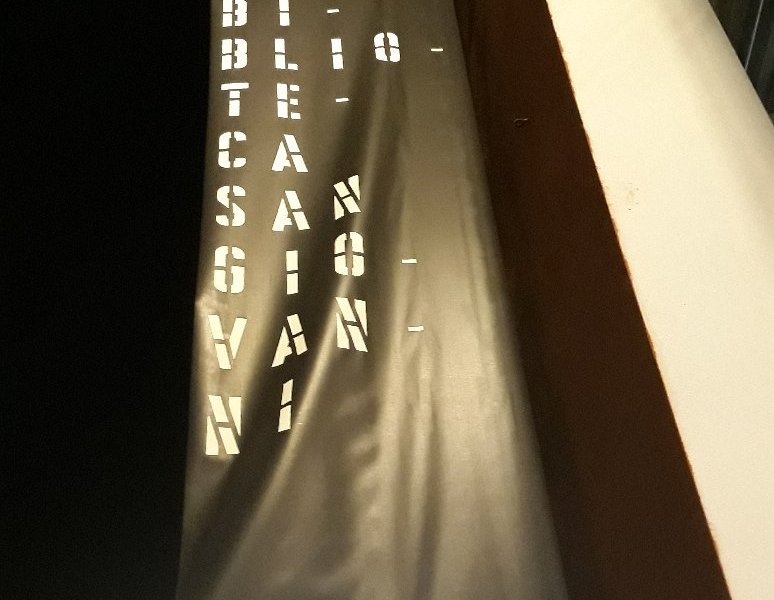 BI-
BLIO-
TE-
CA
SAN
GIO-
VAN-
NI